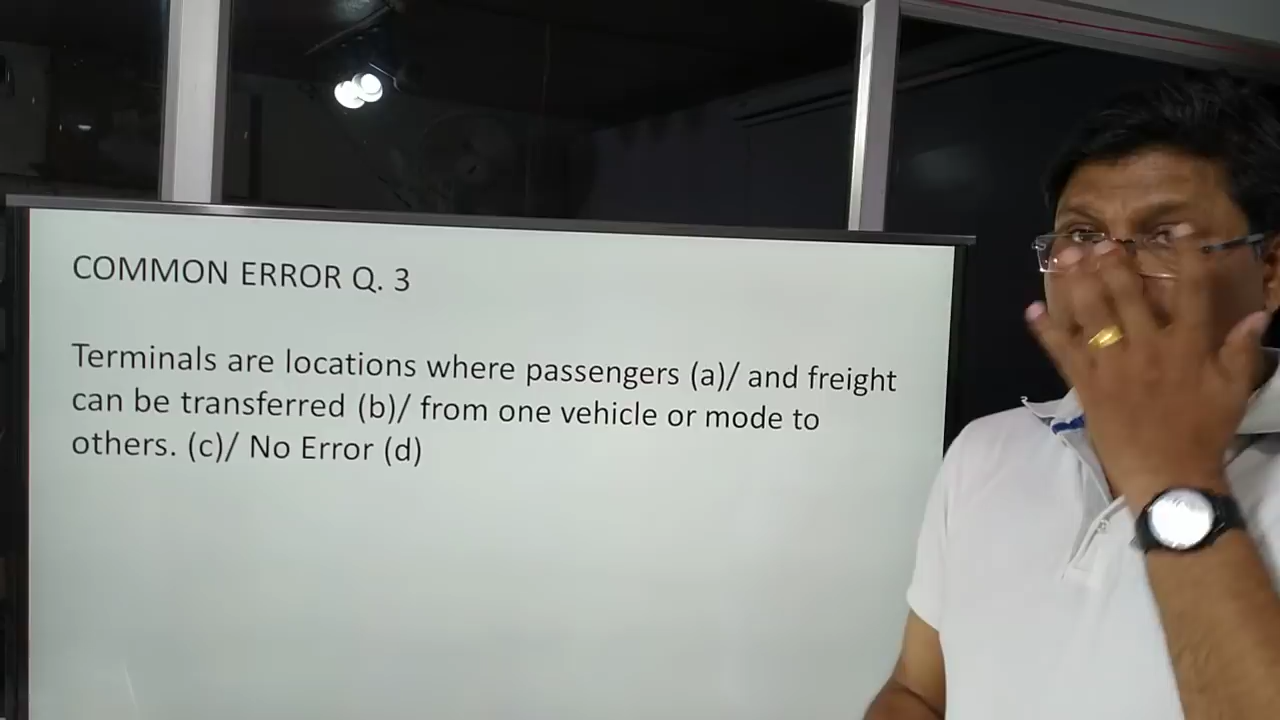 COMMON ERROR Q. 3
Terminals are locations where passengers (a)/ and freight
can be transferred (b)/ from one vehicle or mode to
others. (c)/ No Error (d)